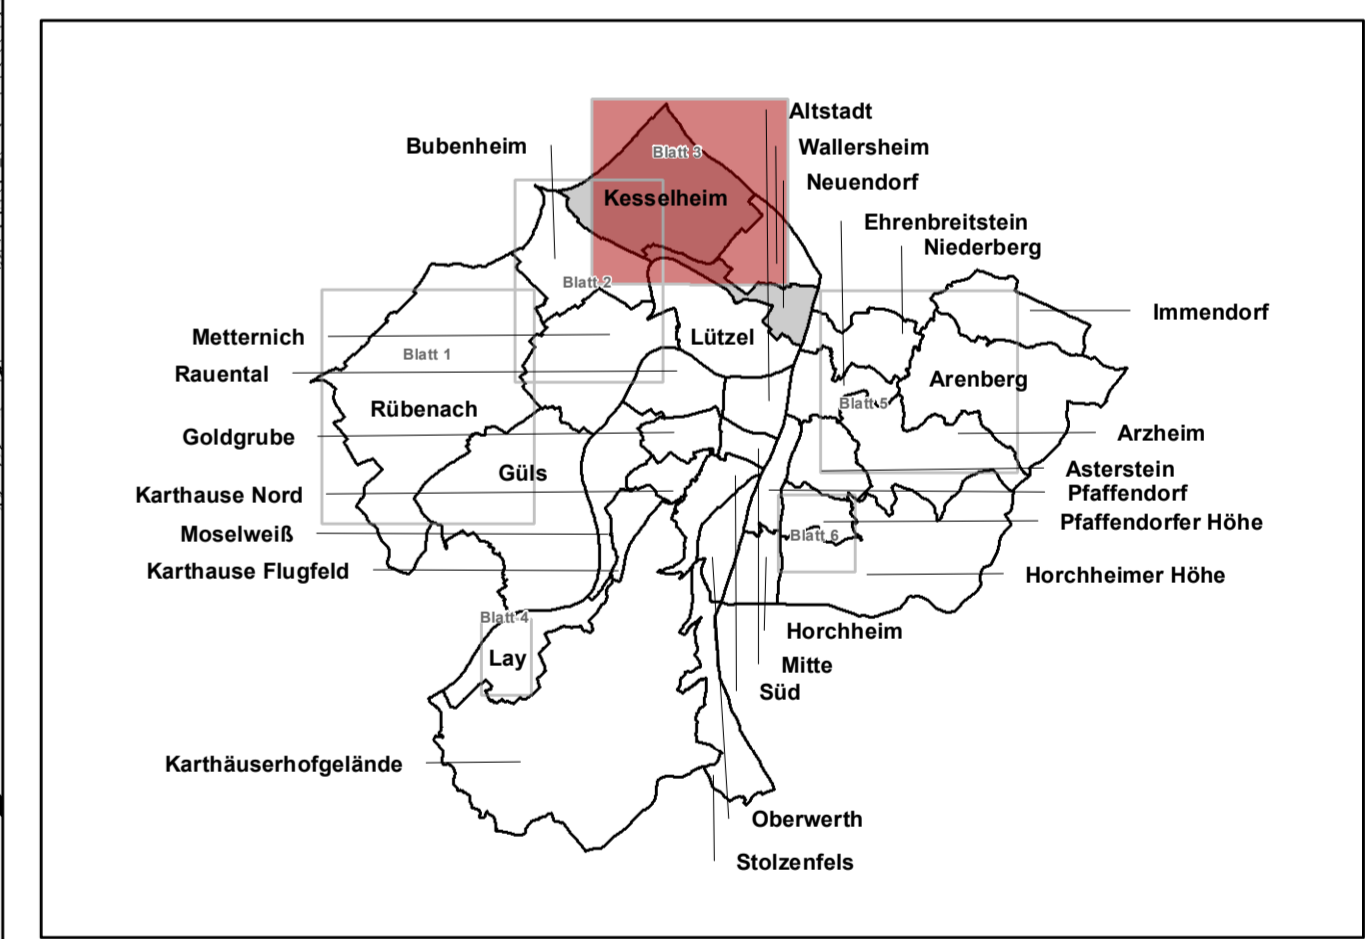 Altstadt
Bubenheim
Wallersheim
Blatt 3
Neuendorf
Kesselheim
Ehrenbreitstein
Niederberg
Blatt 2
Immendorf
Metternich
Lützel
Blatt 1
Rauental
Arenberg
Rübenach
Blatt 5
Goldgrube
Arzheim
Güls
Asterstein
Karthause Nord
Pfaffendorf
Pfaffendorfer Höhe
Moselweiß
Blatt 6
Karthause Flugfeld
Horchheimer Höhe
Blatt 4
Horchheim
Lay
Mitte
Süd
Karthäuserhofgelände
Oberwerth
Stolzenfels